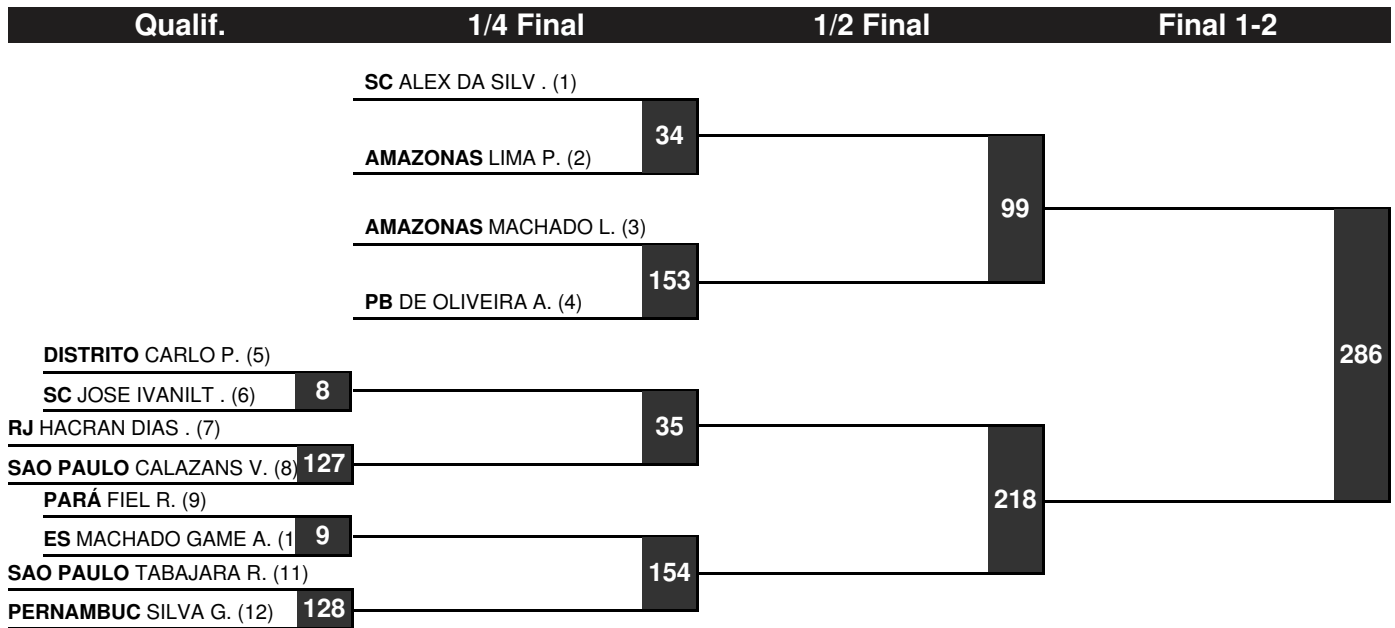 Qualif. 1/4 Final 1/2 Final Final 1-2
SC ALEX DA SILV . (1)
34
AMAZONAS LIMA P. (2)
99
AMAZONAS MACHADO L. (3)
153
PB DE OLIVEIRA A. (4)
DISTRITO CARLO P. (5)
286
SC JOSE IVANILT . (6) 8
RJ HACRAN DIAS . (7)
35
SAO PAULO CALAZANS V. (8) 127
PARÁ FIEL R. (9)
218
ES MACHADO GAME A. (1 9
SAO PAULO TABAJARA R. (11)
154
PERNAMBUC SILVA G. (12) 128